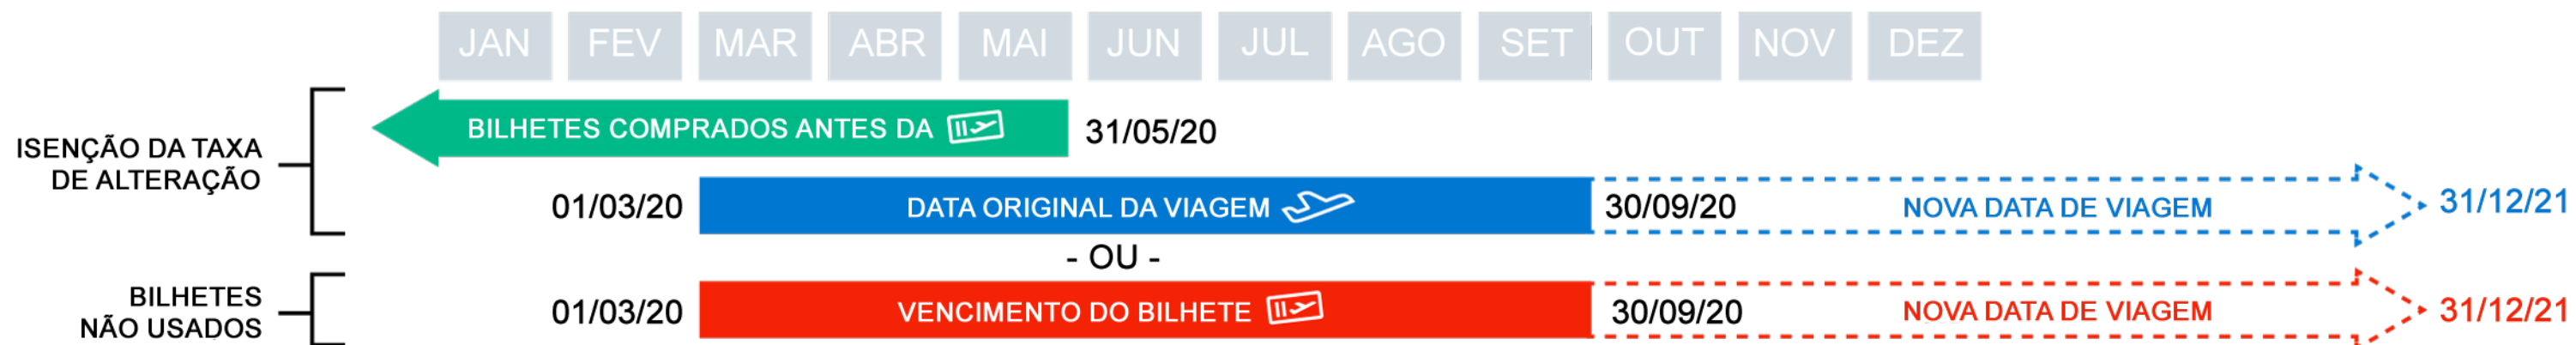 JAN FEV MAR ABR MAI JUN JUL AGO SET OUT NOV DEZ
ISENÇÃO DA TAXA
DE ALTERAÇÃO
BILHETES COMPRADOS ANTES DA 31/05/20
01/03/20 DATA ORIGINAL DA VIAGEM 30/09/20 NOVA DATA DE VIAGEM 31/12/21
- OU -
BILHETES
NÃO USADOS
01/03/20 VENCIMENTO DO BILHETE 30/09/20 NOVA DATA DE VIAGEM 31/12/21